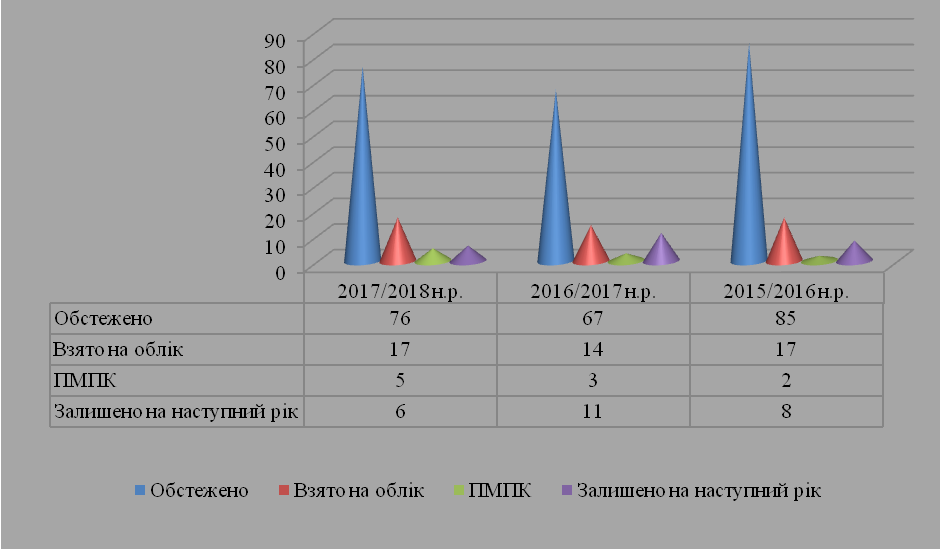 90
80
70
60
50
40
30
20
10
0
2017/2018н.р. 2016/2017н.р. 2015/2016н.р.
Обстежено 76 67 85
Взято на облік 17 14 17
ПМПК 5 3 2
Залишено на наступний рік 6 11 8
Обстежено Взято на облік ПМПК Залишено на наступний рік